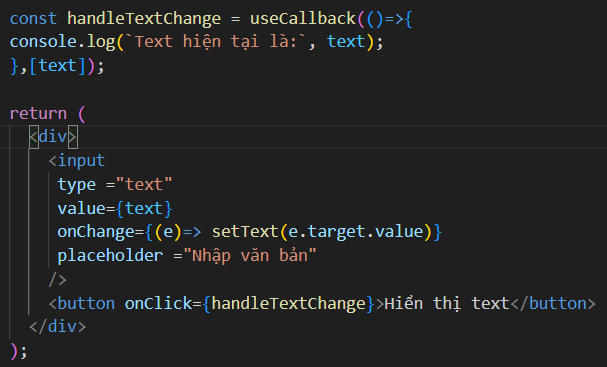 const handleTextChange = useCallback(()=>{
console.log(`Text hiện tại là:`, text);
},[text]);
return (
<div>
<input
type ="text"
value={text}
onChange={(e)=> setText(e.target.value)}
placeholder ="Nhập văn bản"
/>
<button onClick={handleTextChange}>Hiển thị text</button>
</div>
);